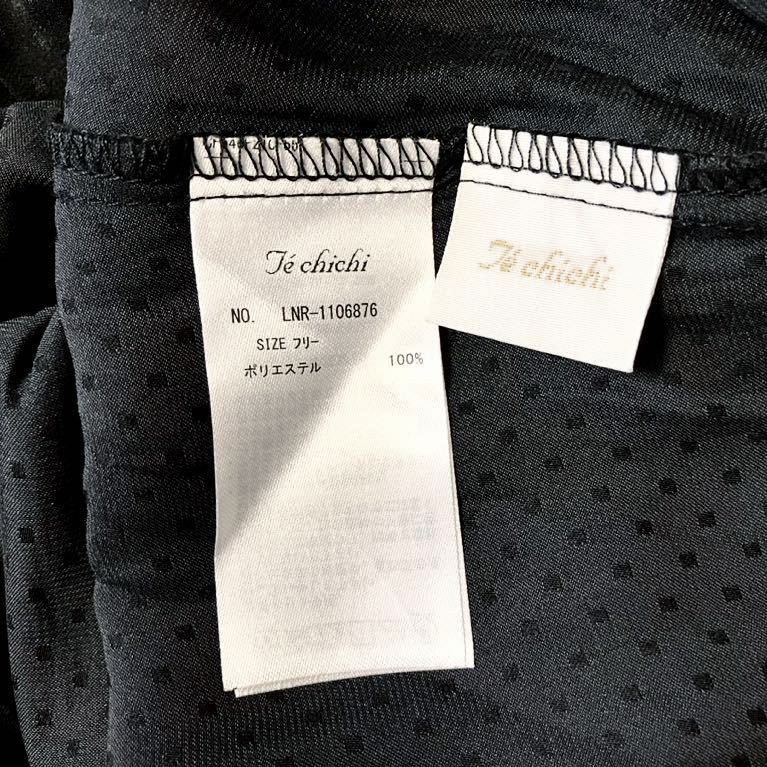 Té chichi
NO. LNR-1106876
SIZE フリー
ポリエステル 100%
Té chichi